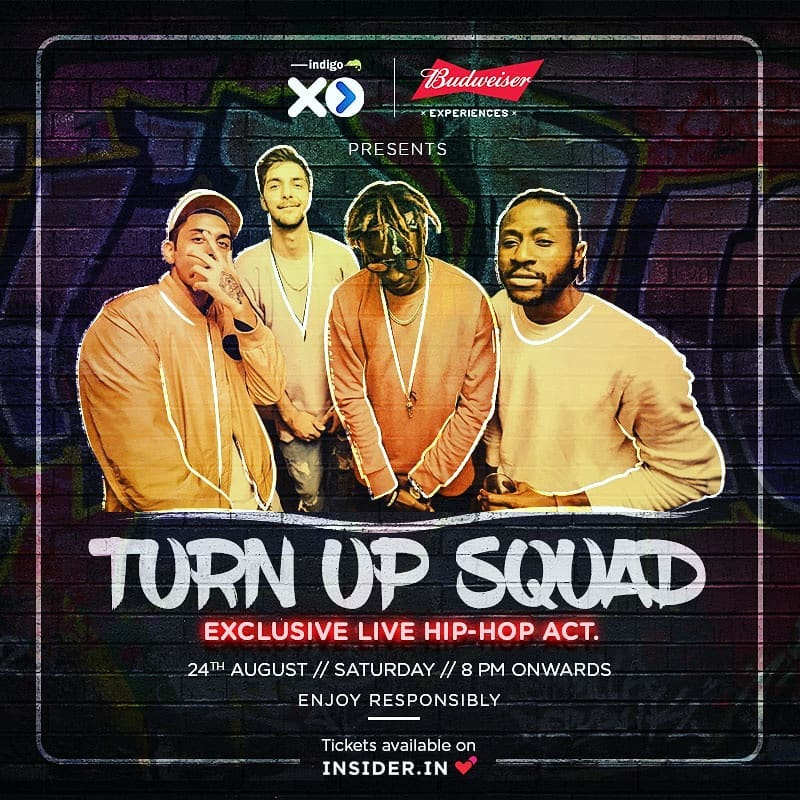 indigo
XO
Budweiser
EXPERIENCES
PRESENTS
TURN UP SQUAD
EXCLUSIVE LIVE HIP-HOP ACT.
24TH AUGUST // SATURDAY // 8 PM ONWARDS
ENJOY RESPONSIBLY
Tickets available on
INSIDER.IN